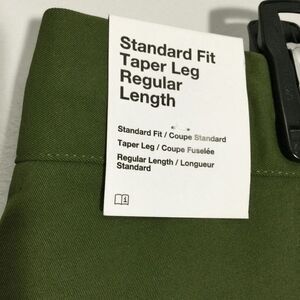 Standard Fit
Taper Leg
Regular
Length
Standard Fit / Coupe Standard
Taper Leg / Coupe Fuselée
Regular Length / Longueur
Standard